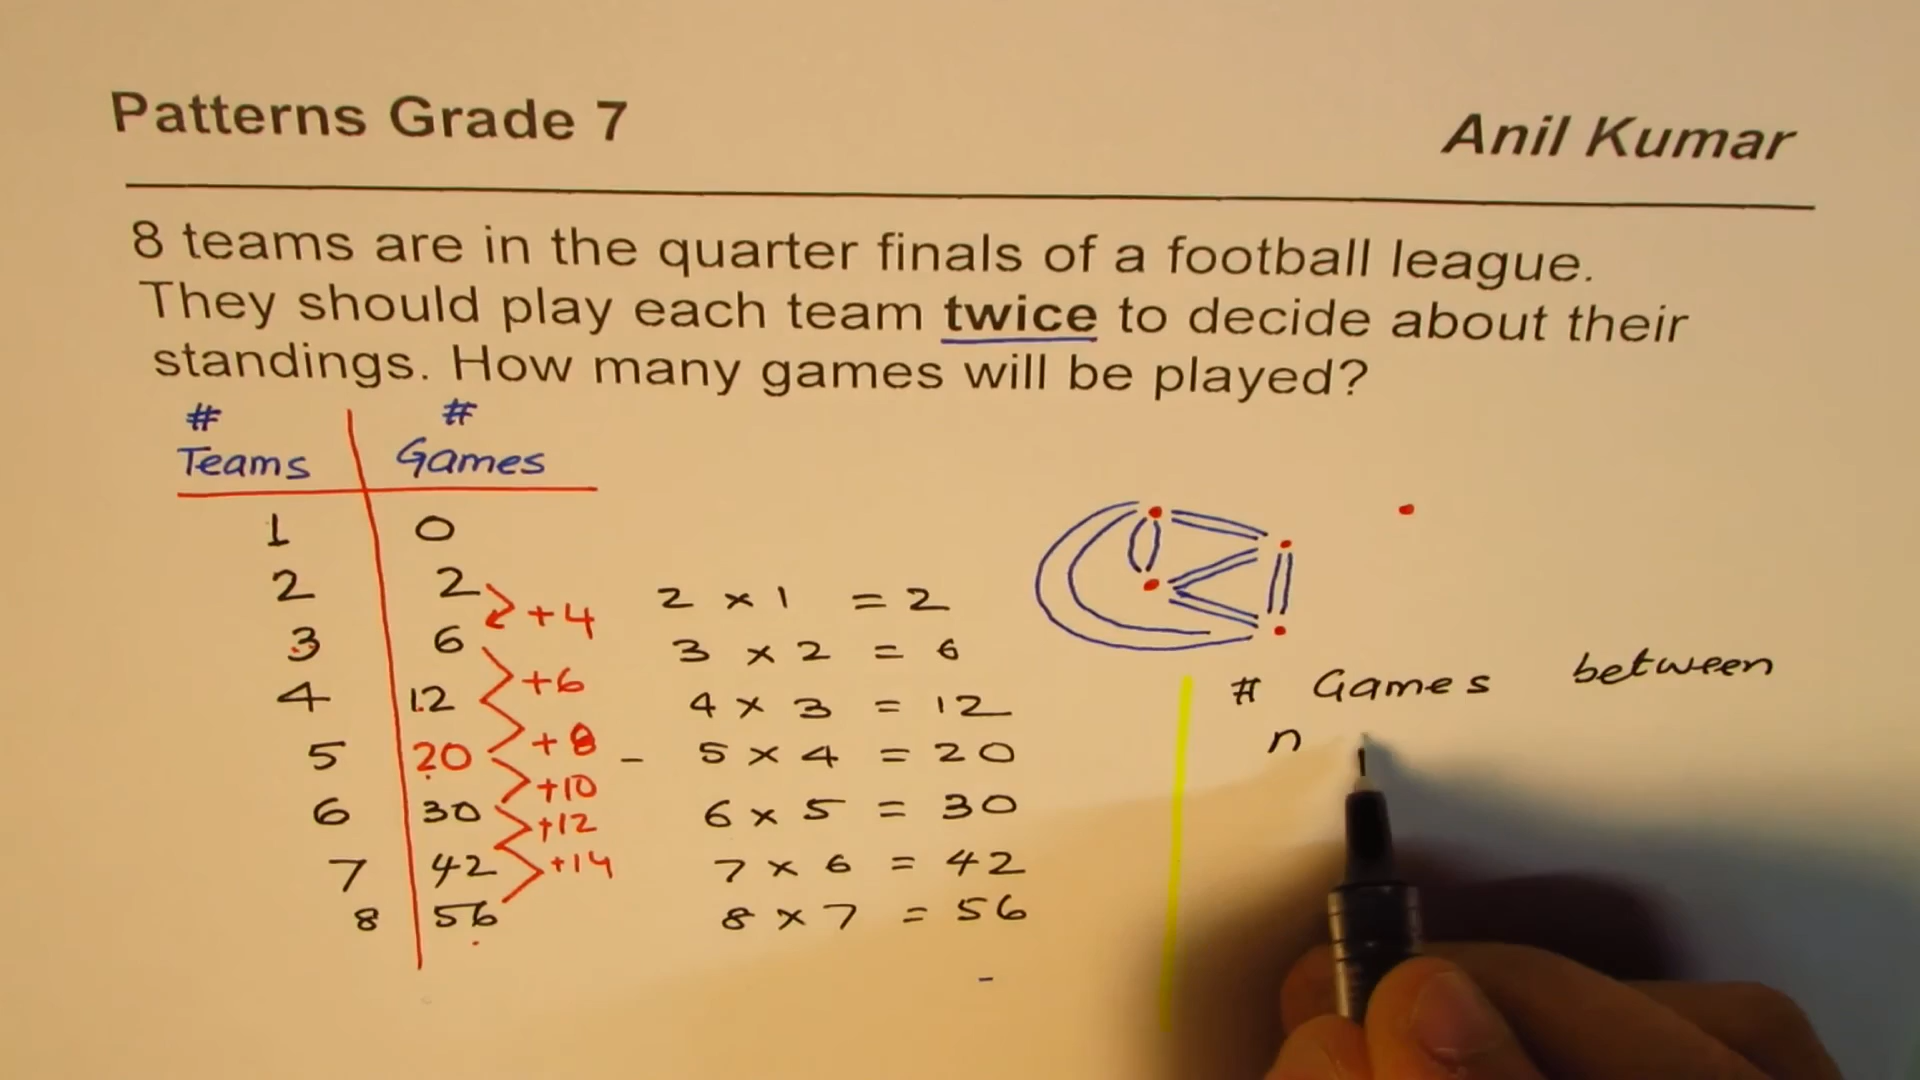 Patterns Grade 7
Anil Kumar
8 teams are in the quarter finals of a football league.
They should play each team twice to decide about their
standings. How many games will be played?
# Teams # Games
1 0
2 2
3 6
4 12
5 20
6 30
7 42
8 56
+4
+6
+8
+10
+12
+14
2 × 1 = 2
3 × 2 = 6
4 × 3 = 12
- 5 × 4 = 20
6 × 5 = 30
7 × 6 = 42
8 × 7 = 56
-
# Games between
n